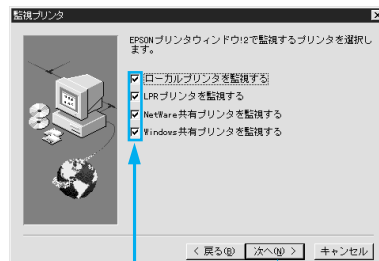 監視プリンタ
EPSONプリンタウィンドウ!2で監視するプリンタを選択し
ます。
ローカルプリンタを監視する
LPRプリンタを監視する
NetWare共有プリンタを監視する
Windows共有プリンタを監視する
< 戻る(B)
次へ(N) >
キャンセル